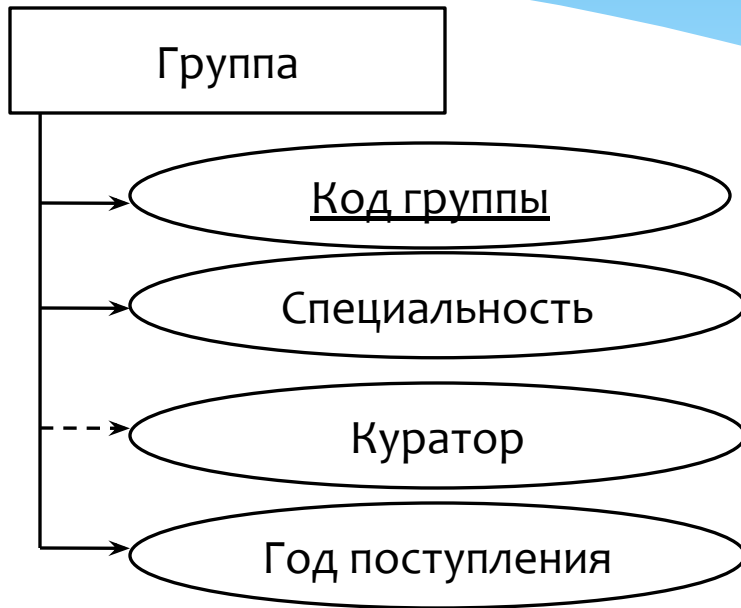 Группа
Код группы
Специальность
Куратор
Год поступления